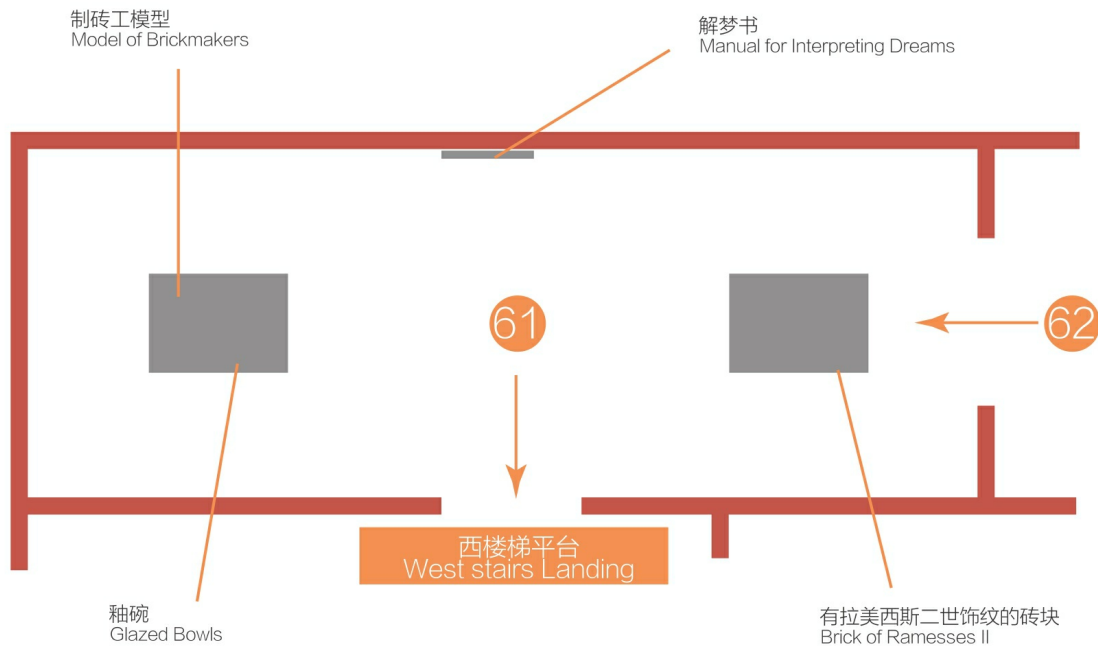 制砖工模型
Model of Brickmakers
解梦书
Manual for Interpreting Dreams
61
62
西楼梯平台
West stairs Landing
釉碗
Glazed Bowls
有拉美西斯二世饰纹的砖块
Brick of Ramesses II